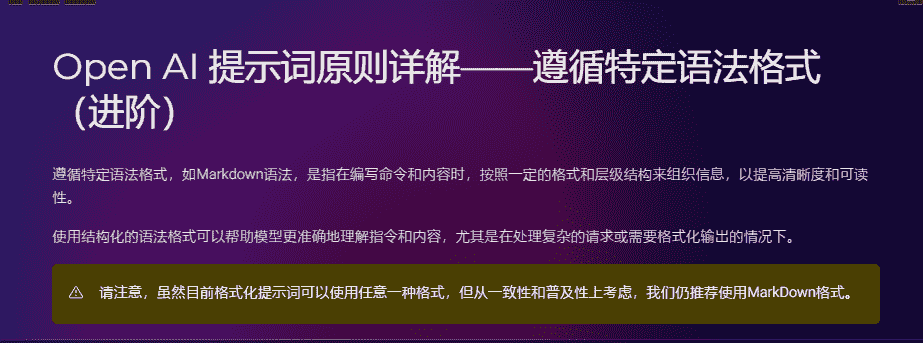 Open AI 提示词原则详解——遵循特定语法格式
（进阶）
遵循特定语法格式，如Markdown语法，是指在编写命令和内容时，按照一定的格式和层级结构来组织信息，以提高清晰度和可读
性。
使用结构化的语法格式可以帮助模型更准确地理解指令和内容，尤其是在处理复杂的请求或需要格式化输出的情况下。
请注意，虽然目前格式化提示词可以使用任意一种格式，但从一致性和普及性上考虑，我们仍推荐使用MarkDown格式。